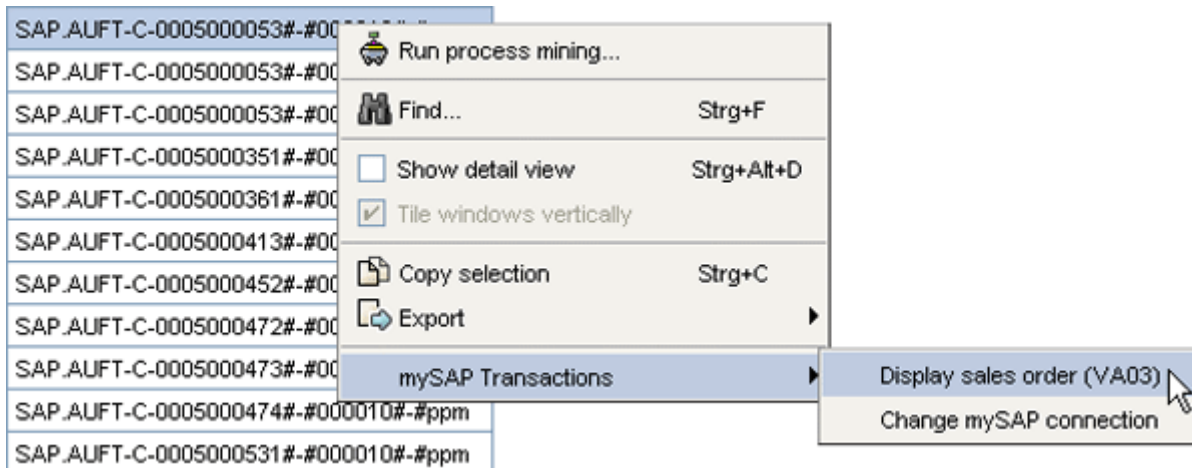 SAP.AUFT-C-0005000053#-#
SAP.AUFT-C-0005000053#-#00
SAP.AUFT-C-0005000053#-#00
SAP.AUFT-C-0005000351#-#00
SAP.AUFT-C-0005000361#-#00
SAP.AUFT-C-0005000413#-#00
SAP.AUFT-C-0005000452#-#00
SAP.AUFT-C-0005000472#-#00
SAP.AUFT-C-0005000473#-#00
SAP.AUFT-C-0005000474#-#000010#-#ppm
SAP.AUFT-C-0005000531#-#000010#-#ppm
Run process mining...
Find... Strg+F
Show detail view Strg+Alt+D
Tile windows vertically
Copy selection Strg+C
Export
mySAP Transactions
Display sales order (VA03)
Change mySAP connection